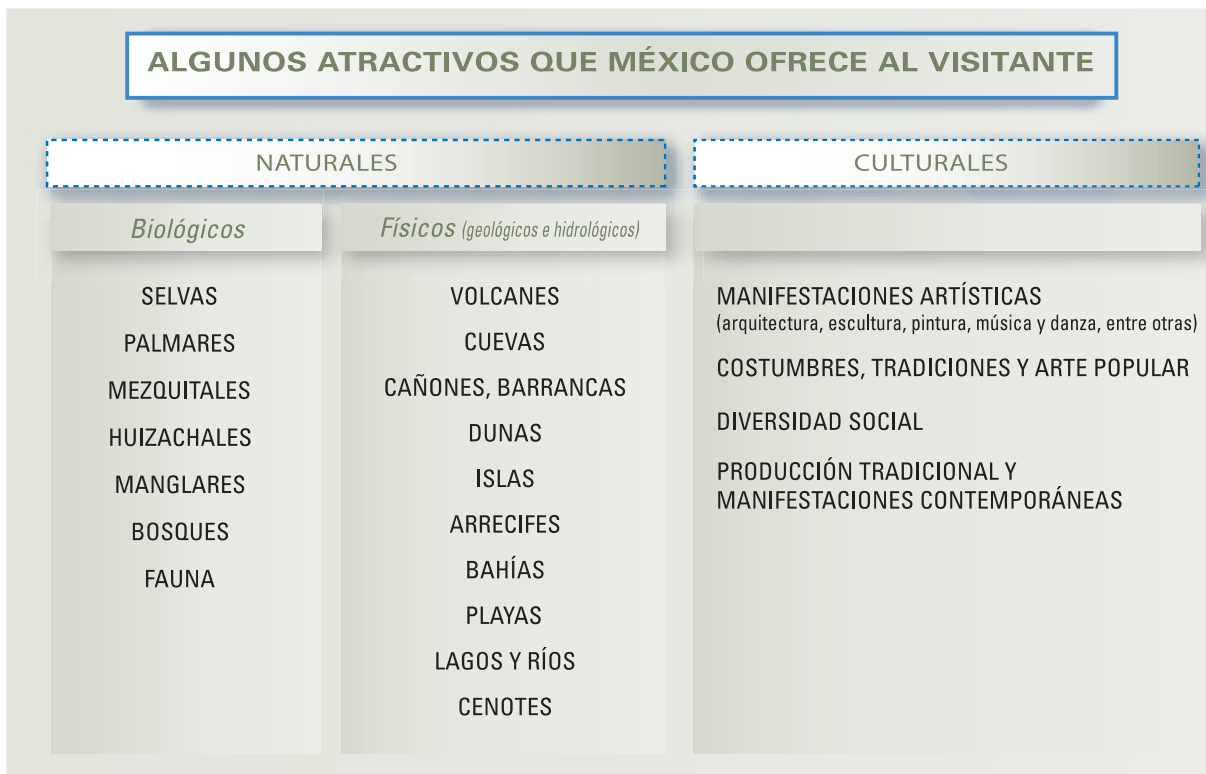 ALGUNOS ATRACTIVOS QUE MÉXICO OFRECE AL VISITANTE
NATURALES
Biológicos
SELVAS
PALMARES
MEZQUITALES
HUIZACHALES
MANGLARES
BOSQUES
FAUNA
Físicos (geológicos e hidrológicos)
VOLCANES
CUEVAS
CAÑONES, BARRANCAS
DUNAS
ISLAS
ARRECIFES
BAHÍAS
PLAYAS
LAGOS Y RÍOS
CENOTES
CULTURALES
MANIFESTACIONES ARTÍSTICAS
(arquitectura, escultura, pintura, música y danza, entre otras)
COSTUMBRES, TRADICIONES Y ARTE POPULAR
DIVERSIDAD SOCIAL
PRODUCCIÓN TRADICIONAL Y
MANIFESTACIONES CONTEMPORÁNEAS